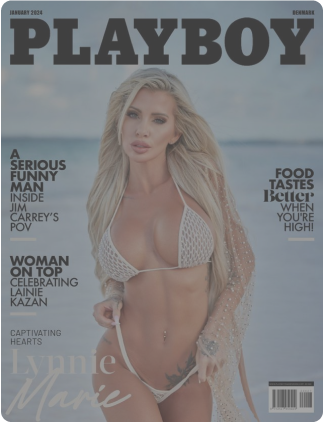 JANUARY 2024
DENMARK
PLAYBOY
A
SERIOUS
FUNNY
MAN
INSIDE
JIM
CARREY'S
POV
FOOD
TASTES
Better
WHEN
YOU'RE
HIGH!
WOMAN
ON TOP
CELEBRATING
LAINIE
KAZAN
CAPTIVATING
HEARTS
Lynnie
Marie